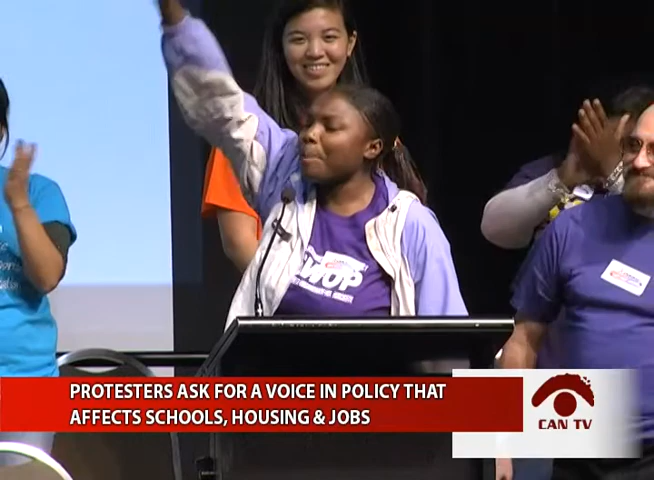 WOP
PROTESTERS ASK FOR A VOICE IN POLICY THAT
AFFECTS SCHOOLS, HOUSING & JOBS
CAN TV